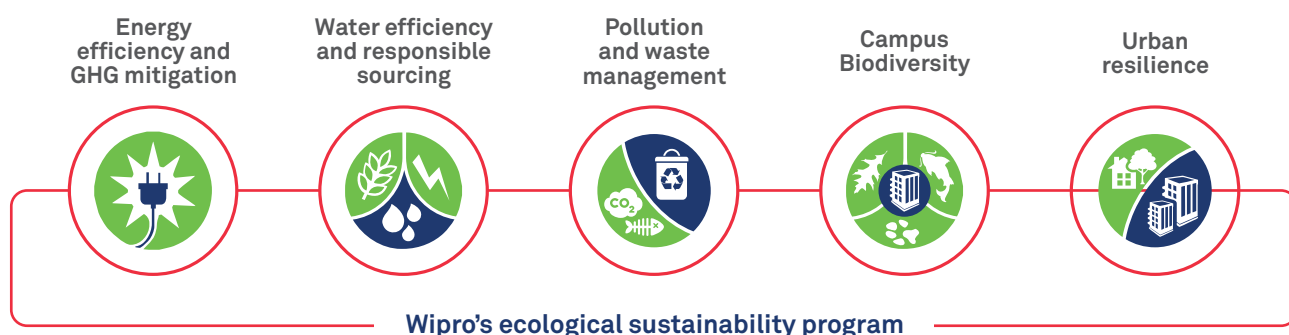 Energy
efficiency and
GHG mitigation
Water efficiency
and responsible
sourcing
Pollution
and waste
management
Campus
Biodiversity
Urban
resilience
CO2
Wipro's ecological sustainability program